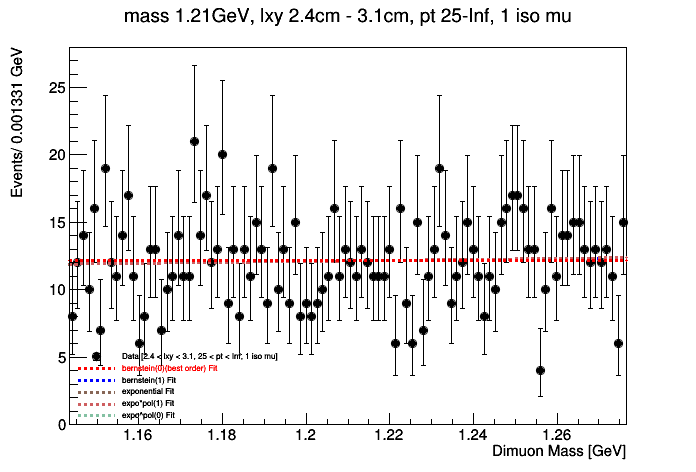 mass 1.21GeV, lxy 2.4cm - 3.1cm, pt 25-Inf, 1 iso mu
Events/ 0.001331 GeV
25
20
15
10
5
0
Data [2.4 < lxy < 3.1, 25 < pt < Inf, 1 iso mu]
bernstein(0)(best order) Fit
bernstein(1) Fit
exponential Fit
expo*pol(1) Fit
expo*pol(0) Fit
1.16 1.18 1.2 1.22 1.24 1.26
Dimuon Mass [GeV]